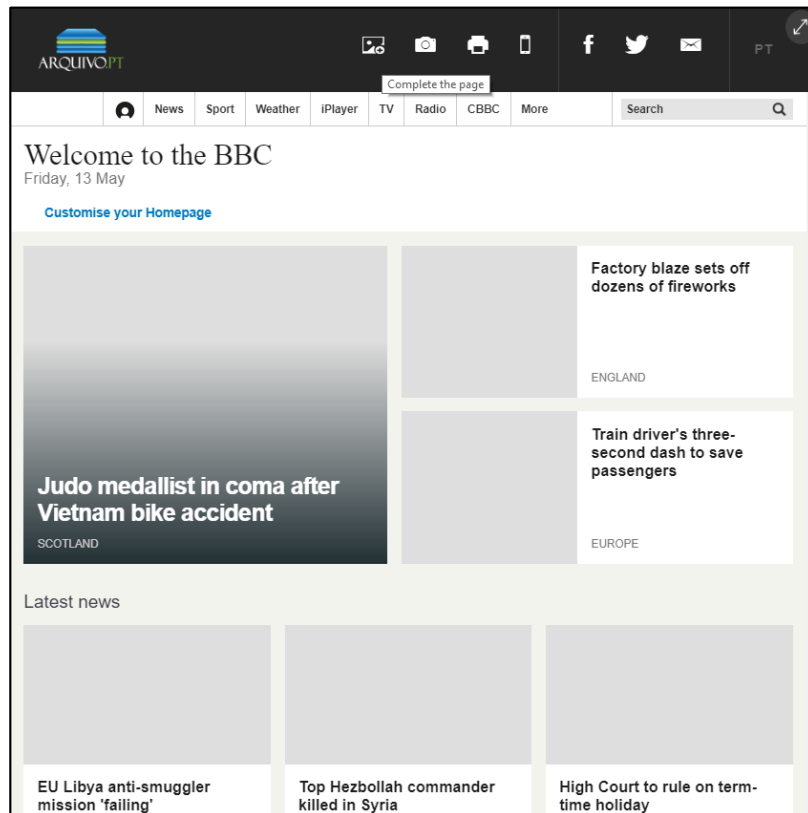 ARQUIVO.PT
PT
Complete the page
News Sport Weather iPlayer TV Radio CBBC More Search
Welcome to the BBC
Friday, 13 May
Customise your Homepage
Judo medallist in coma after
Vietnam bike accident
SCOTLAND
Factory blaze sets off
dozens of fireworks
ENGLAND
Train driver's three-
second dash to save
passengers
EUROPE
Latest news
EU Libya anti-smuggler
mission 'failing'
Top Hezbollah commander
killed in Syria
High Court to rule on term-
time holiday